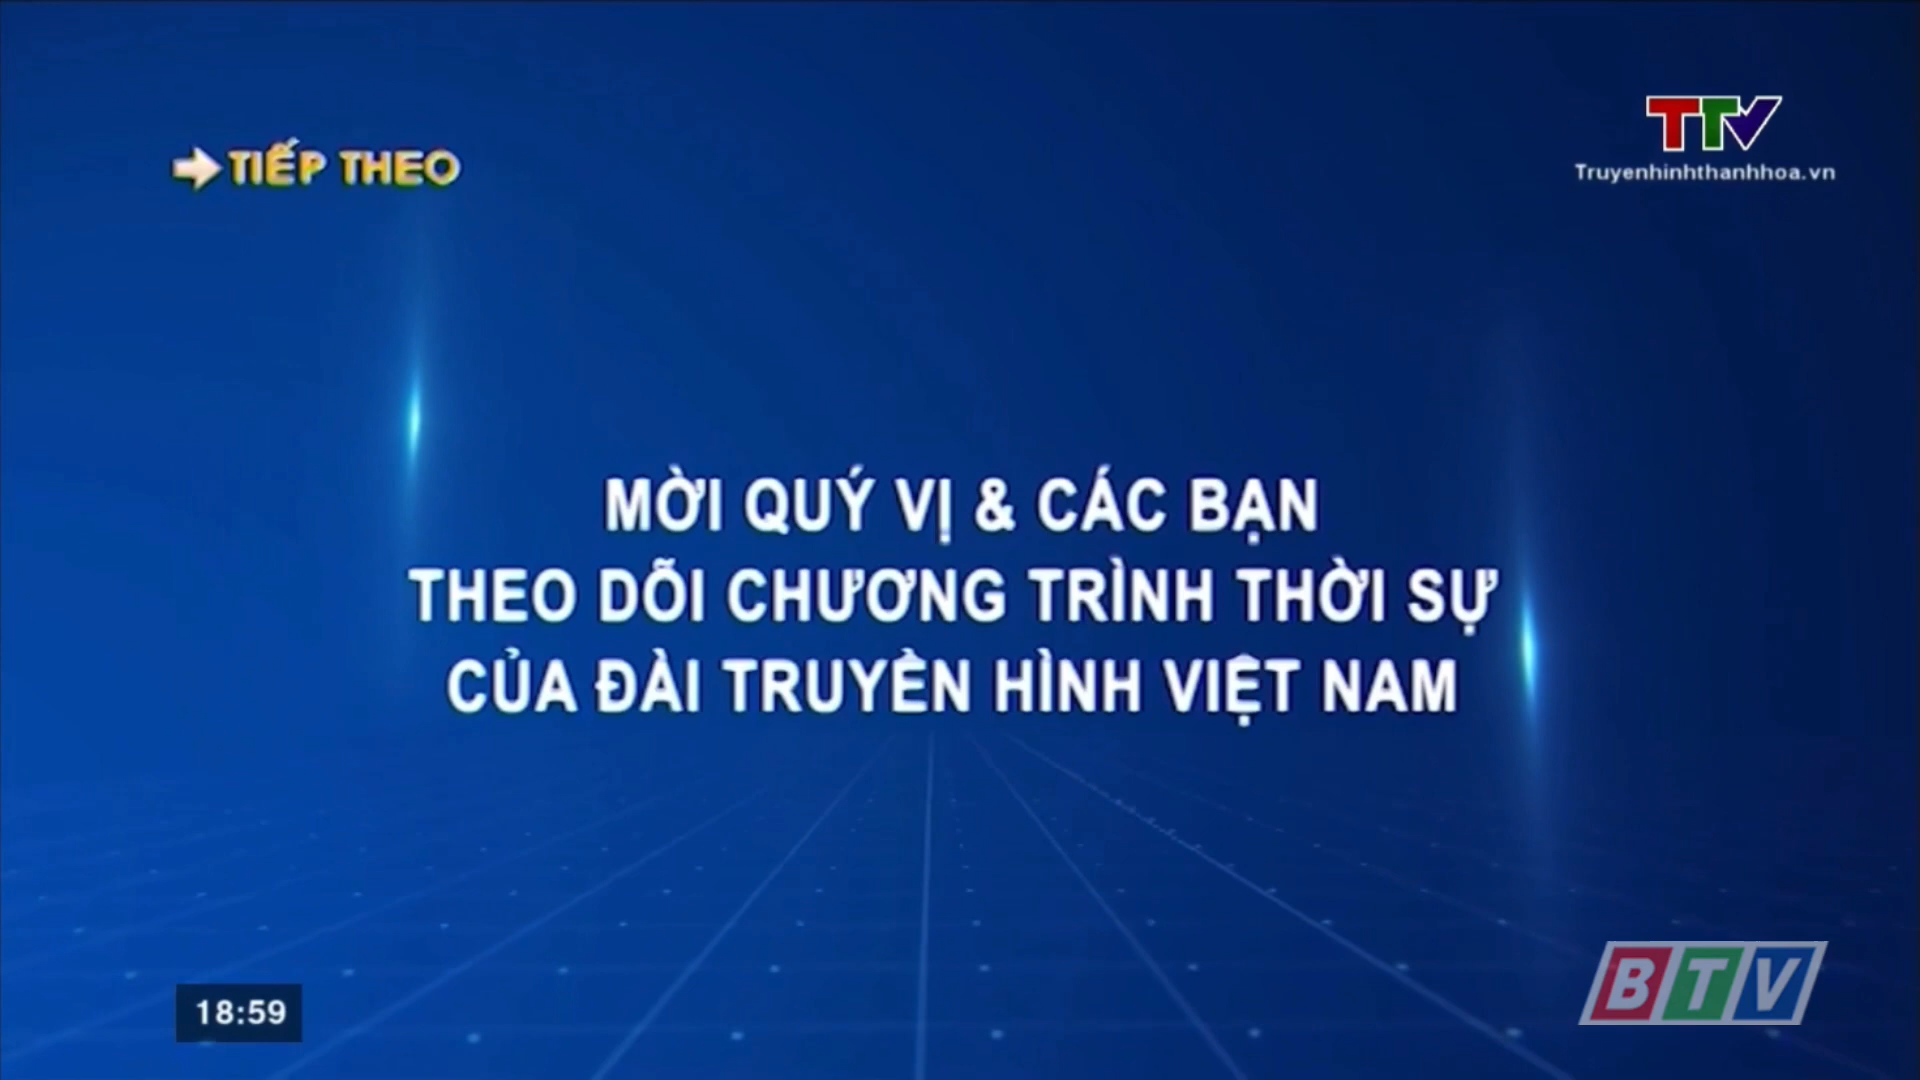 TTV
Truyenhinhthanhhoa.vn
TIẾP THEO
MỜI QUÝ VỊ & CÁC BẠN
THEO DÕI CHƯƠNG TRÌNH THỜI SỰ
CỦA ĐÀI TRUYỀN HÌNH VIỆT NAM
18:59
BTV